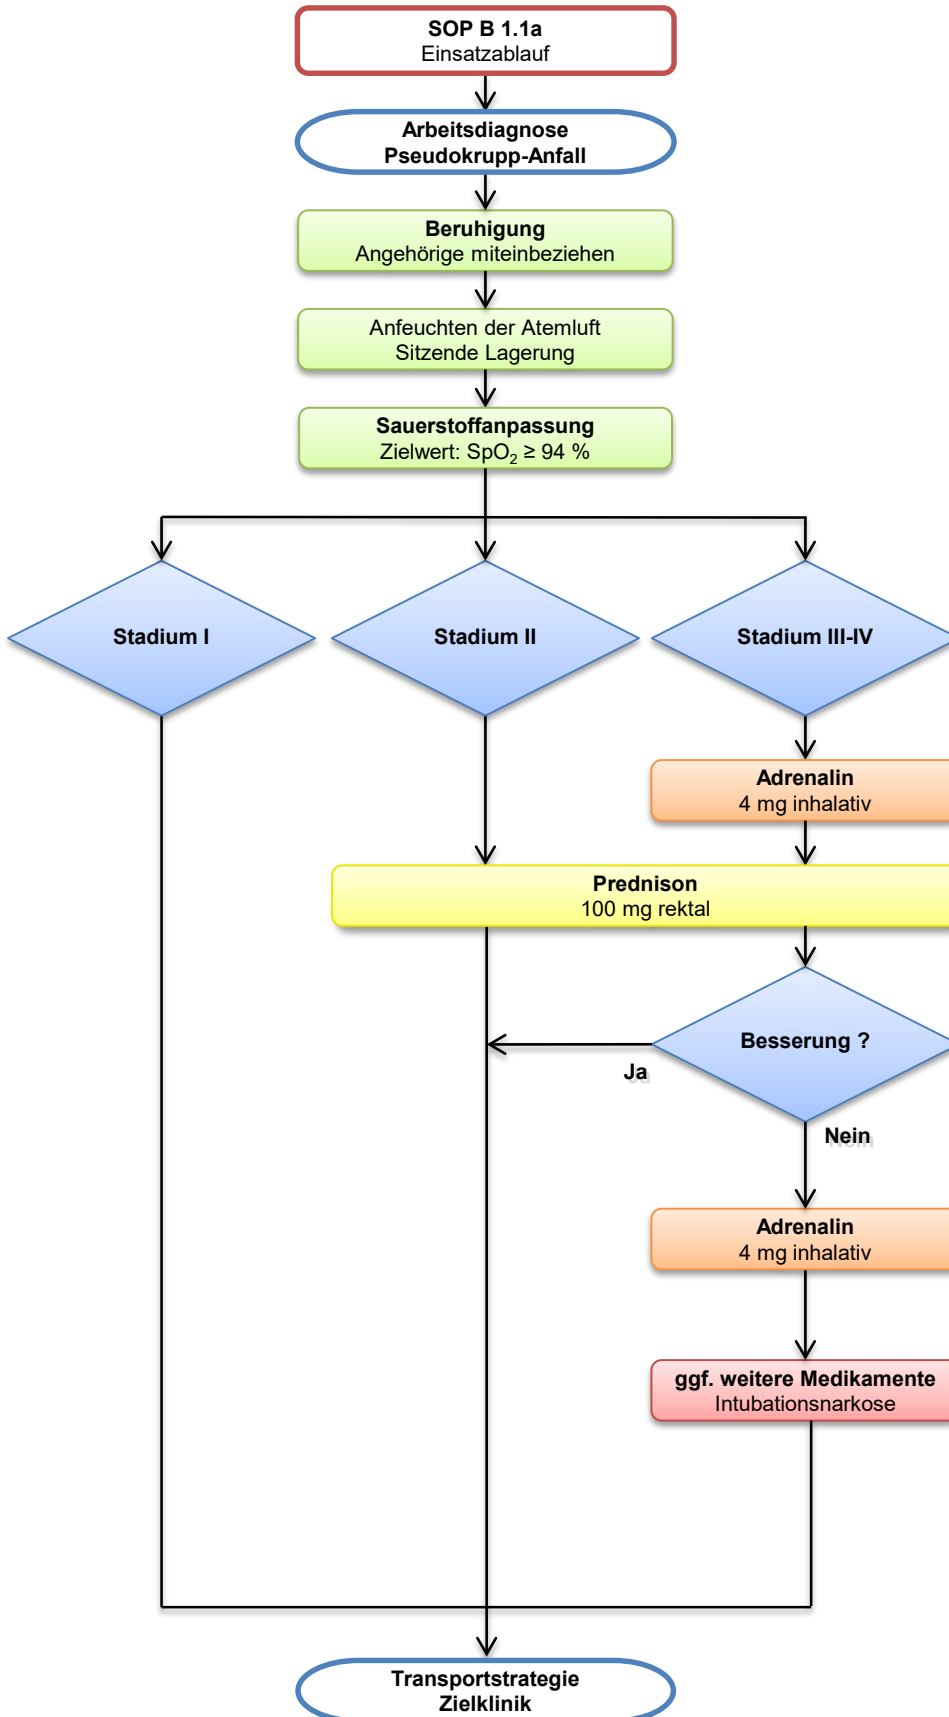 SOP B 1.1a
Einsatzablauf
Arbeitsdiagnose
Pseudokrupp-Anfall
Beruhigung
Angehörige miteinbeziehen
Anfeuchten der Atemluft
Sitzende Lagerung
Sauerstoffanpassung
Zielwert: SpO₂ ≥ 94 %
Stadium I
Stadium II
Stadium III-IV
Adrenalin
4 mg inhalativ
Prednison
100 mg rektal
Besserung ?
Ja
Nein
Adrenalin
4 mg inhalativ
ggf. weitere Medikamente
Intubationsnarkose
Transportstrategie
Zielklinik